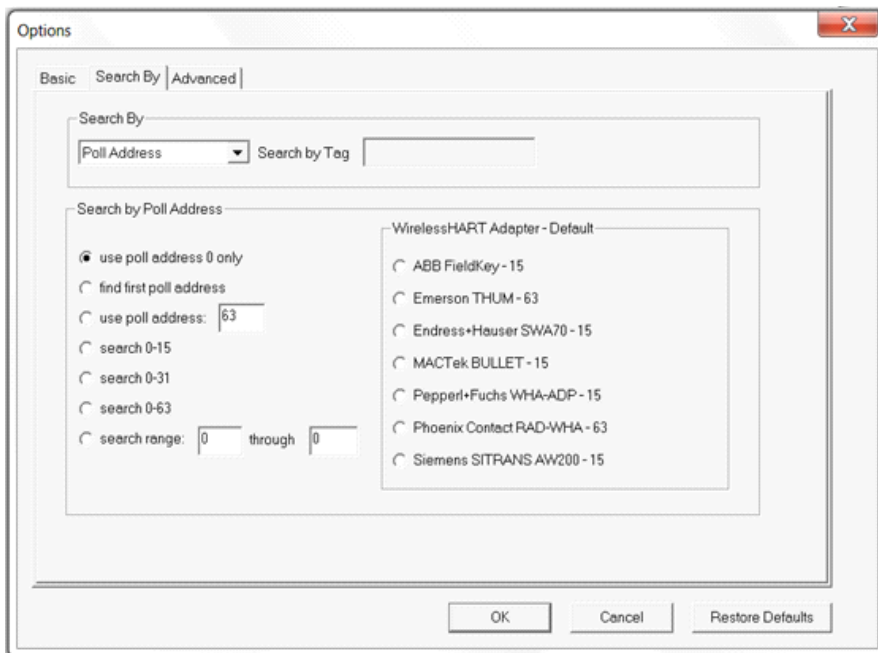 Options
Basic Search By Advanced
Search By
Poll Address Search by Tag
Search by Poll Address
use poll address 0 only
find first poll address
use poll address: 63
search 0-15
search 0-31
search 0-63
search range: 0 through 0
WirelessHART Adapter - Default
ABB FieldKey - 15
Emerson THUM - 63
Endress+Hauser SWA70 - 15
MACTek BULLET - 15
Pepperl+Fuchs WHA-ADP - 15
Phoenix Contact RAD-WHA - 63
Siemens SITRANS AW200 - 15
OK Cancel Restore Defaults